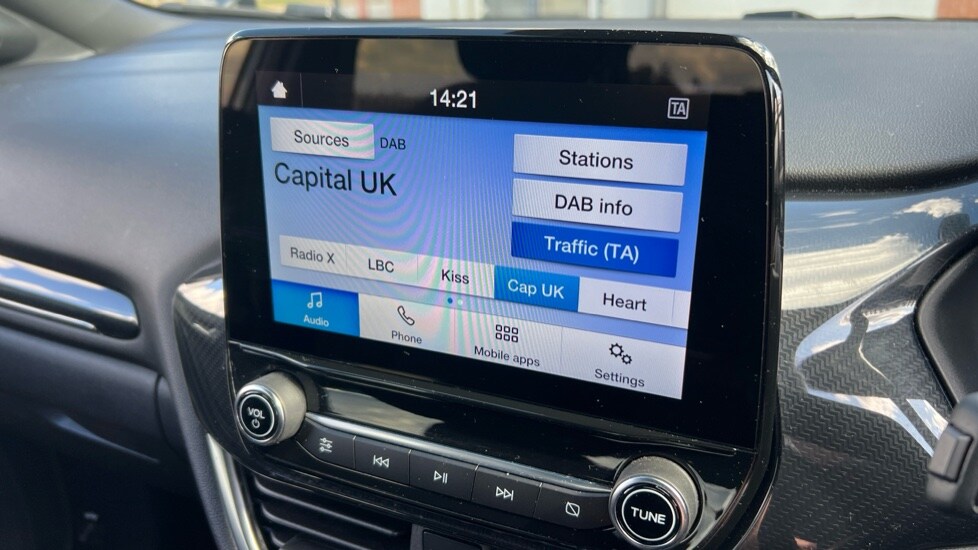 14:21
TA
Sources DAB
Capital UK
Stations
DAB info
Traffic (TA)
Radio X LBC Kiss Cap UK Heart
Audio Phone Mobile apps Settings
VOL
TUNE